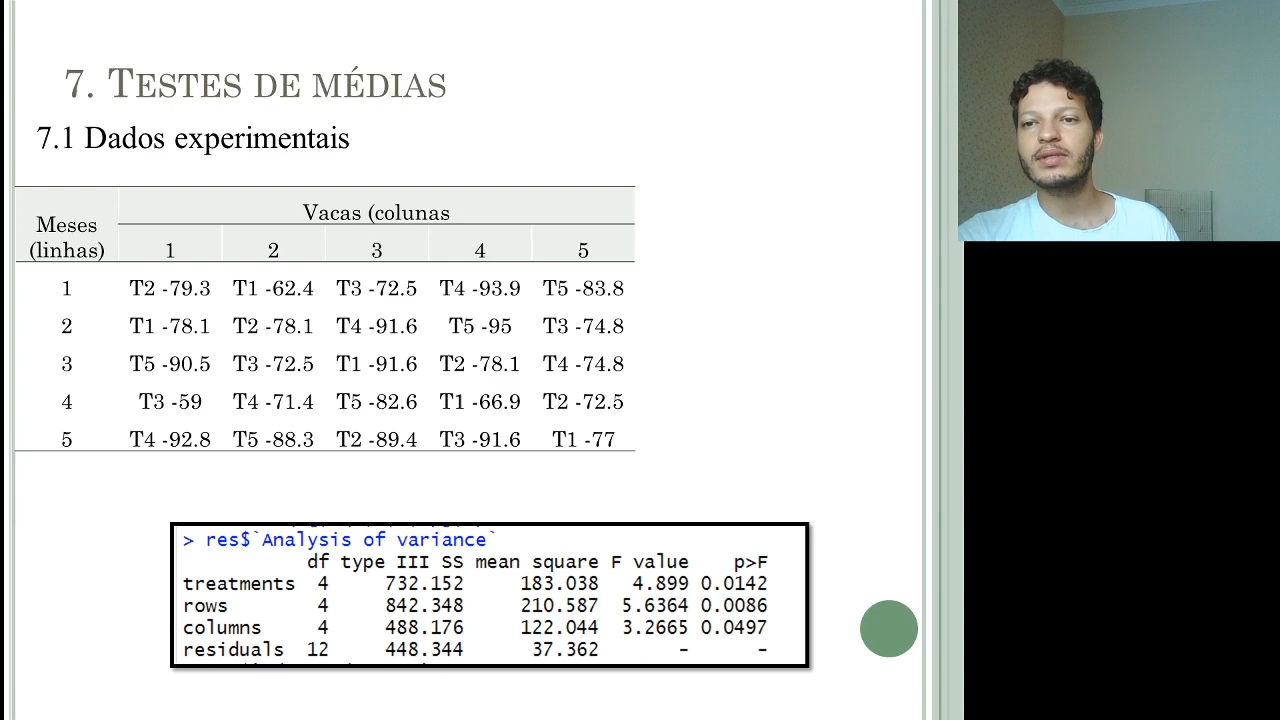 7. TESTES DE MÉDIAS
7.1 Dados experimentais
Meses (linhas) Vacas (colunas
1 2 3 4 5
1 T2 -79.3 T1 -62.4 T3 -72.5 T4 -93.9 T5 -83.8
2 T1 -78.1 T2 -78.1 T4 -91.6 T5 -95 T3 -74.8
3 T5 -90.5 T3 -72.5 T1 -91.6 T2 -78.1 T4 -74.8
4 T3 -59 T4 -71.4 T5 -82.6 T1 -66.9 T2 -72.5
5 T4 -92.8 T5 -88.3 T2 -89.4 T3 -91.6 T1 -77
> res$`Analysis of variance`
df type III SS mean square F value p>F
treatments 4 732.152 183.038 4.899 0.0142
rows 4 842.348 210.587 5.6364 0.0086
columns 4 488.176 122.044 3.2665 0.0497
residuals 12 448.344 37.362 - -